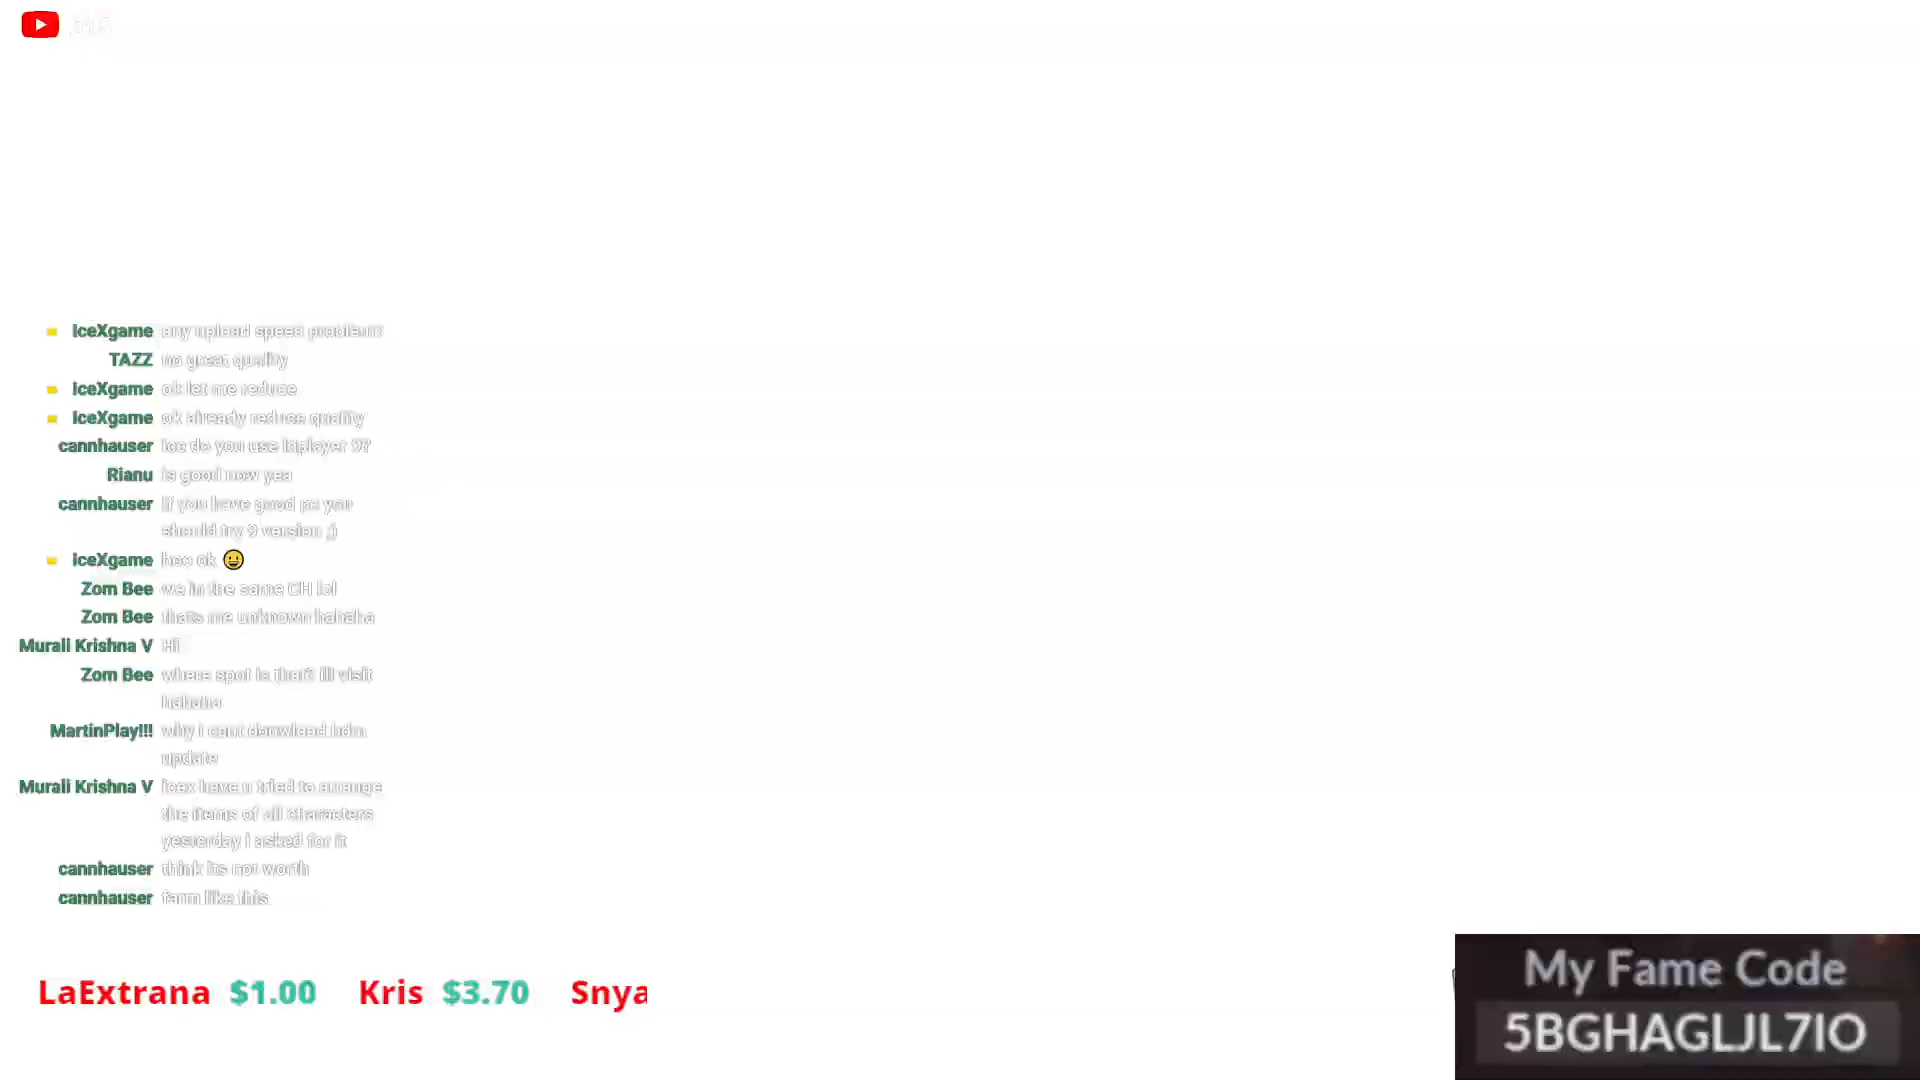 IceXgame any upload speed problem?
TAZZ no great quality
IceXgame ok let me reduce
IceXgame ok already reduce quality
cannhauser Ice do you use ldplayer 9?
Rianu is good now yea
cannhauser If you have good pc you
should try 9 version ;)
IceXgame hoo ok 😀
Zom Bee we in the same CH lol
Zom Bee thats me unknown hahaha
Murali Krishna V Hi
Zom Bee where spot is that? ill visit
hahaha
MartinPlay!!! why i cant
update
Murali Krishna V icex have u tried to arrange
the items of all characters
yesterday i asked for it
cannhauser think its not worth
cannhauser farm like this
LaExtrana $1.00 Kris $3.70 Snya
My Fame Code
5BGHAGLJL7IO